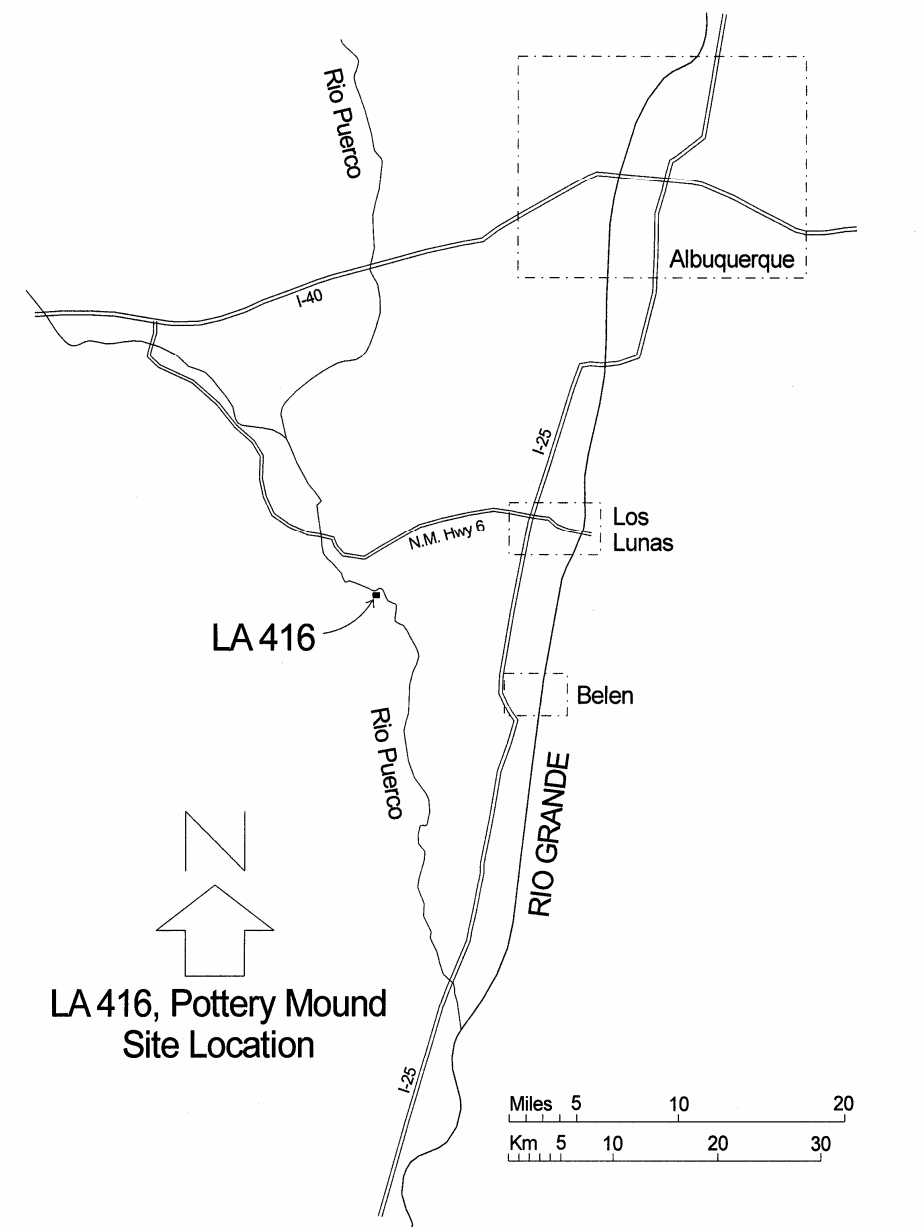 Rio Puerco
Albuquerque
I-40
I-25
Los
Lunas
N.M. Hwy 6
LA 416
Belen
Rio Puerco
RIO GRANDE
N
LA 416, Pottery Mound
Site Location
I-25
Miles 5 10 20
Km 5 10 20 30